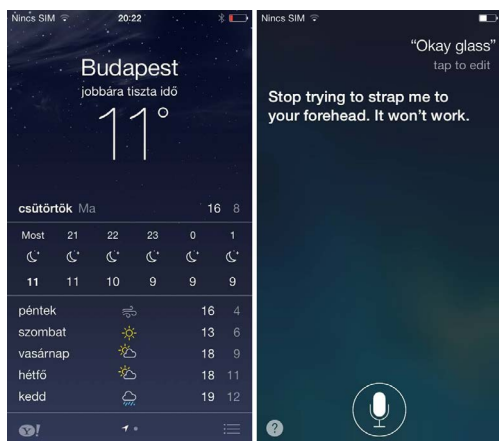 Nincs SIM 20:22
Budapest
jobbára tiszta idő
11°
csütörtök Ma 16 8
Most 21 22 23 0 1
11 11 10 9 9 9
péntek 16 4
szombat 13 6
vasárnap 18 9
hétfő 18 11
kedd 19 12
Y!
Nincs SIM
“Okay glass”
tap to edit
Stop trying to strap me to
your forehead. It won’t work.
?